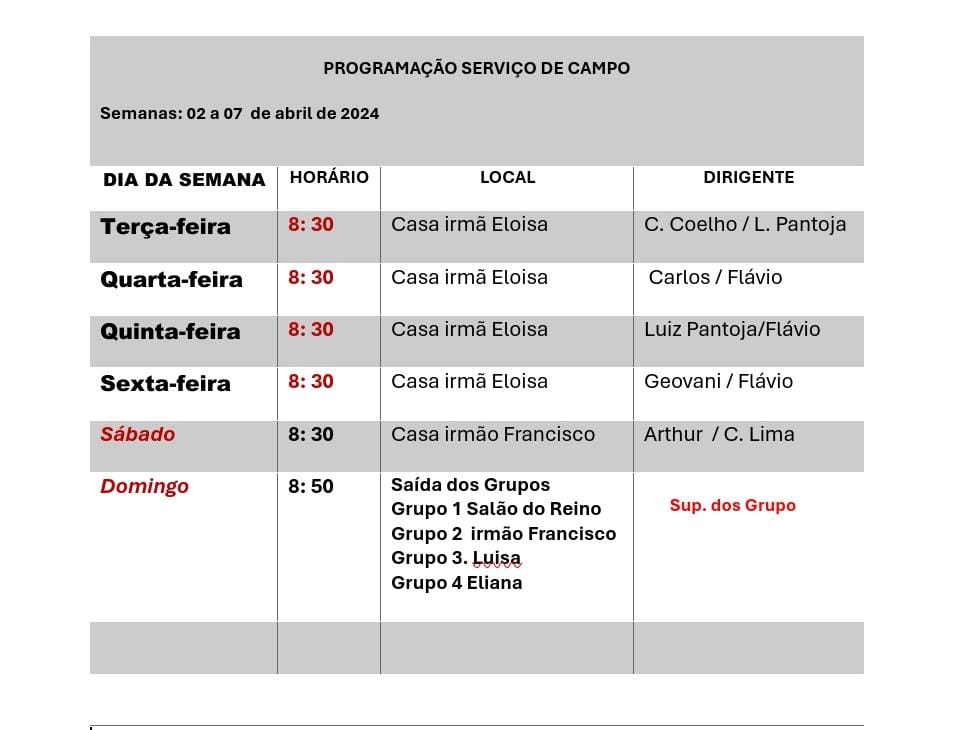 PROGRAMAÇÃO SERVIÇO DE CAMPO
Semanas: 02 a 07 de abril de 2024
DIA DA SEMANA HORÁRIO LOCAL DIRIGENTE
Terça-feira 8: 30 Casa irmã Eloisa C. Coelho / L. Pantoja
Quarta-feira 8: 30 Casa irmã Eloisa Carlos / Flávio
Quinta-feira 8: 30 Casa irmã Eloisa Luiz Pantoja/Flávio
Sexta-feira 8: 30 Casa irmã Eloisa Geovani / Flávio
Sábado 8: 30 Casa irmão Francisco Arthur / C. Lima
Domingo 8: 50 Saída dos Grupos
Grupo 1 Salão do Reino Sup. dos Grupo
Grupo 2 irmão Francisco
Grupo 3. Luisa
Grupo 4 Eliana